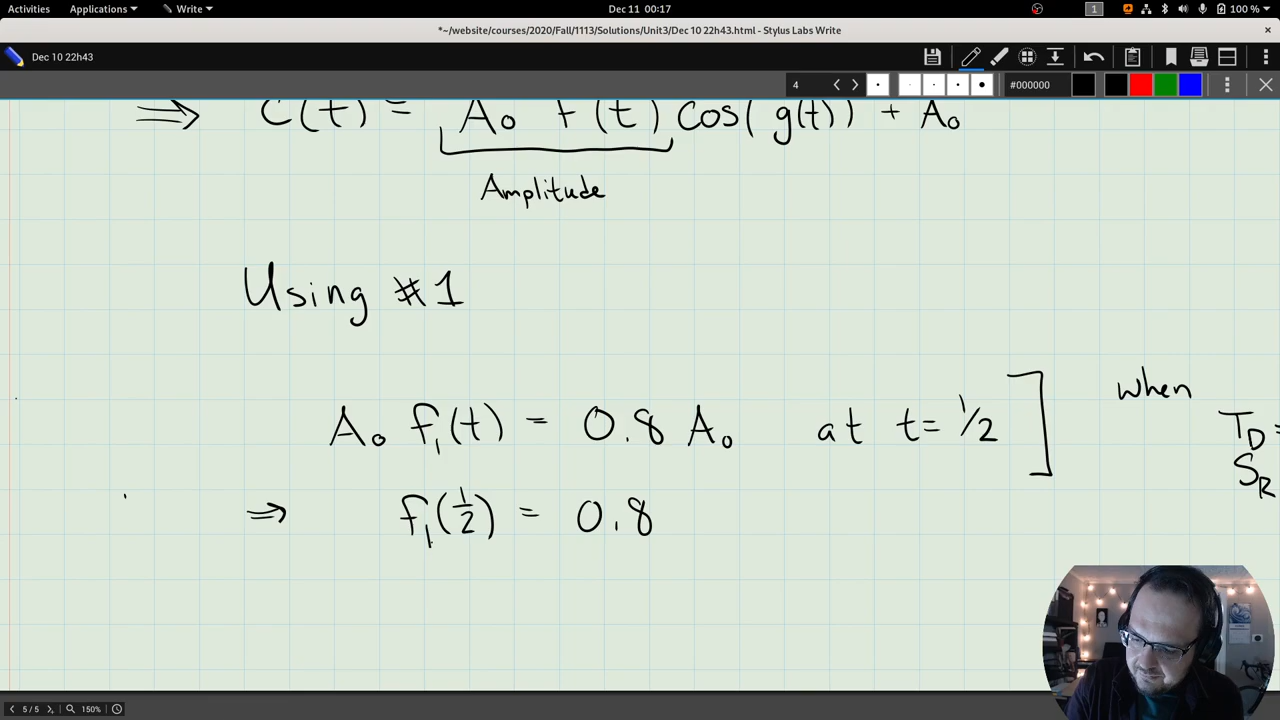 Activities Applications Write Dec 11 00:17 1 100 %
*~/website/courses/2020/Fall/1113/Solutions/Unit3/Dec 10 22h43.html - Stylus Labs Write
Dec 10 22h43
4 #000000
⇒ C(t) = A₀ f(t) cos( g(t)) + A₀
Amplitude
Using #1
A₀ f₁(t) = 0.8 A₀ at t= 1/2 ] when
T_D =
S_R
⇒ f₁(1/2) = 0.8
5/5 150%